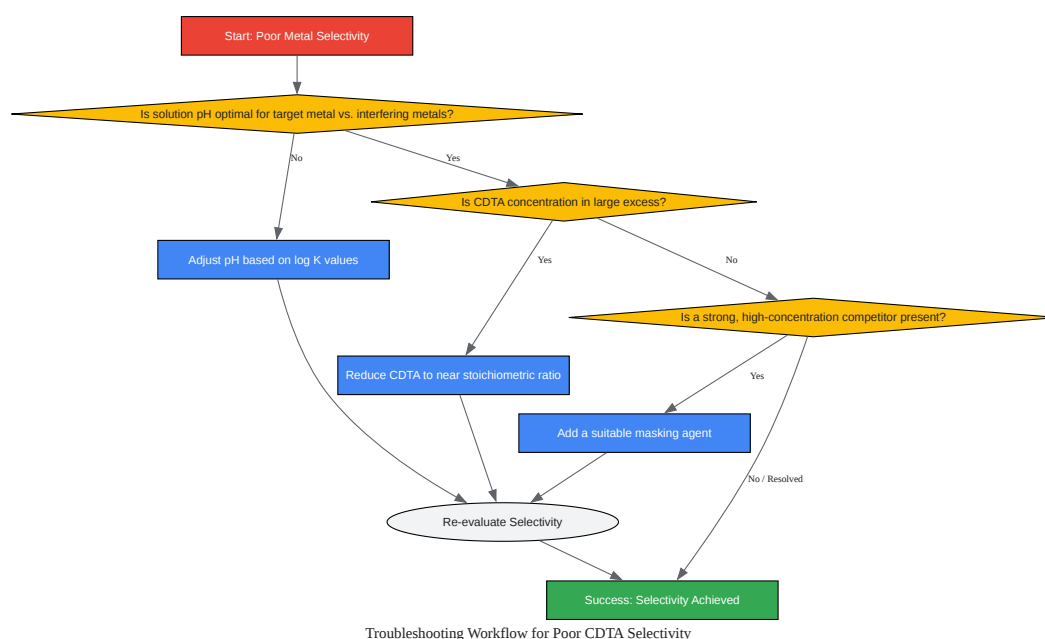 Start: Poor Metal Selectivity
Is solution pH optimal for target metal vs. interfering metals?
No
Yes
Is CDTA concentration in large excess?
Adjust pH based on log K values
Yes
No
Is a strong, high-concentration competitor present?
Reduce CDTA to near stoichiometric ratio
Yes
Add a suitable masking agent
No / Resolved
Re-evaluate Selectivity
Success: Selectivity Achieved
Troubleshooting Workflow for Poor CDTA Selectivity